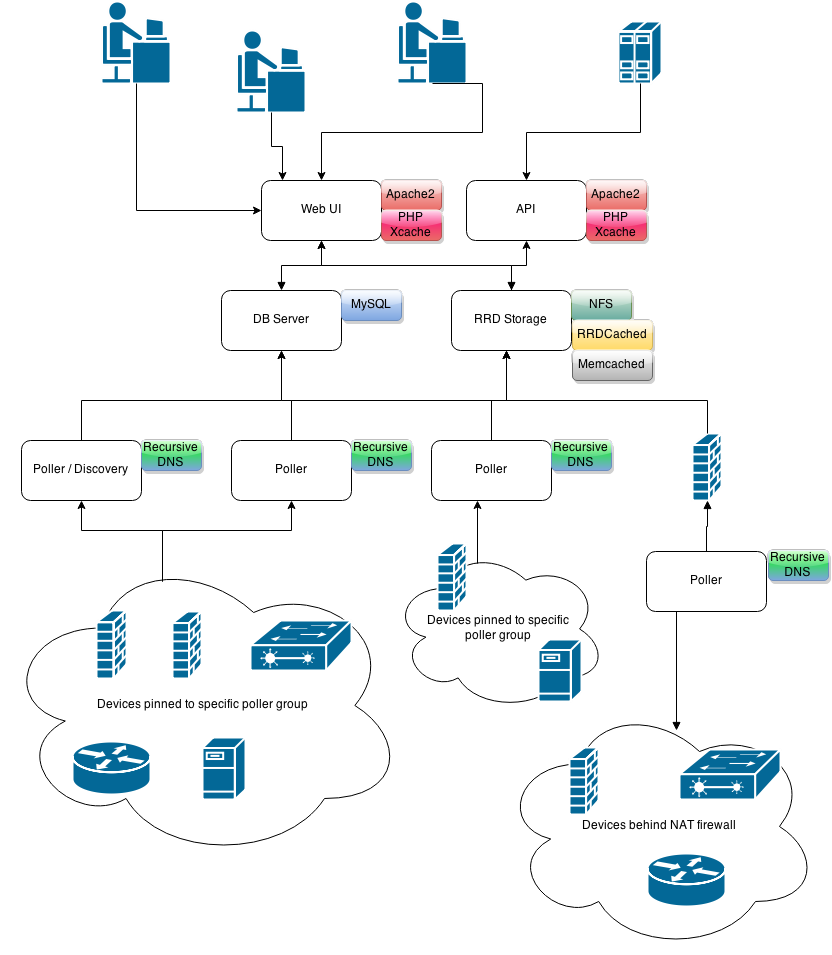 Web UI
Apache2
PHP
Xcache
API
Apache2
PHP
Xcache
DB Server
MySQL
RRD Storage
NFS
RRDCached
Memcached
Poller / Discovery
Recursive
DNS
Poller
Recursive
DNS
Poller
Recursive
DNS
Poller
Recursive
DNS
Devices pinned to specific
poller group
Devices pinned to specific poller group
Devices behind NAT firewall